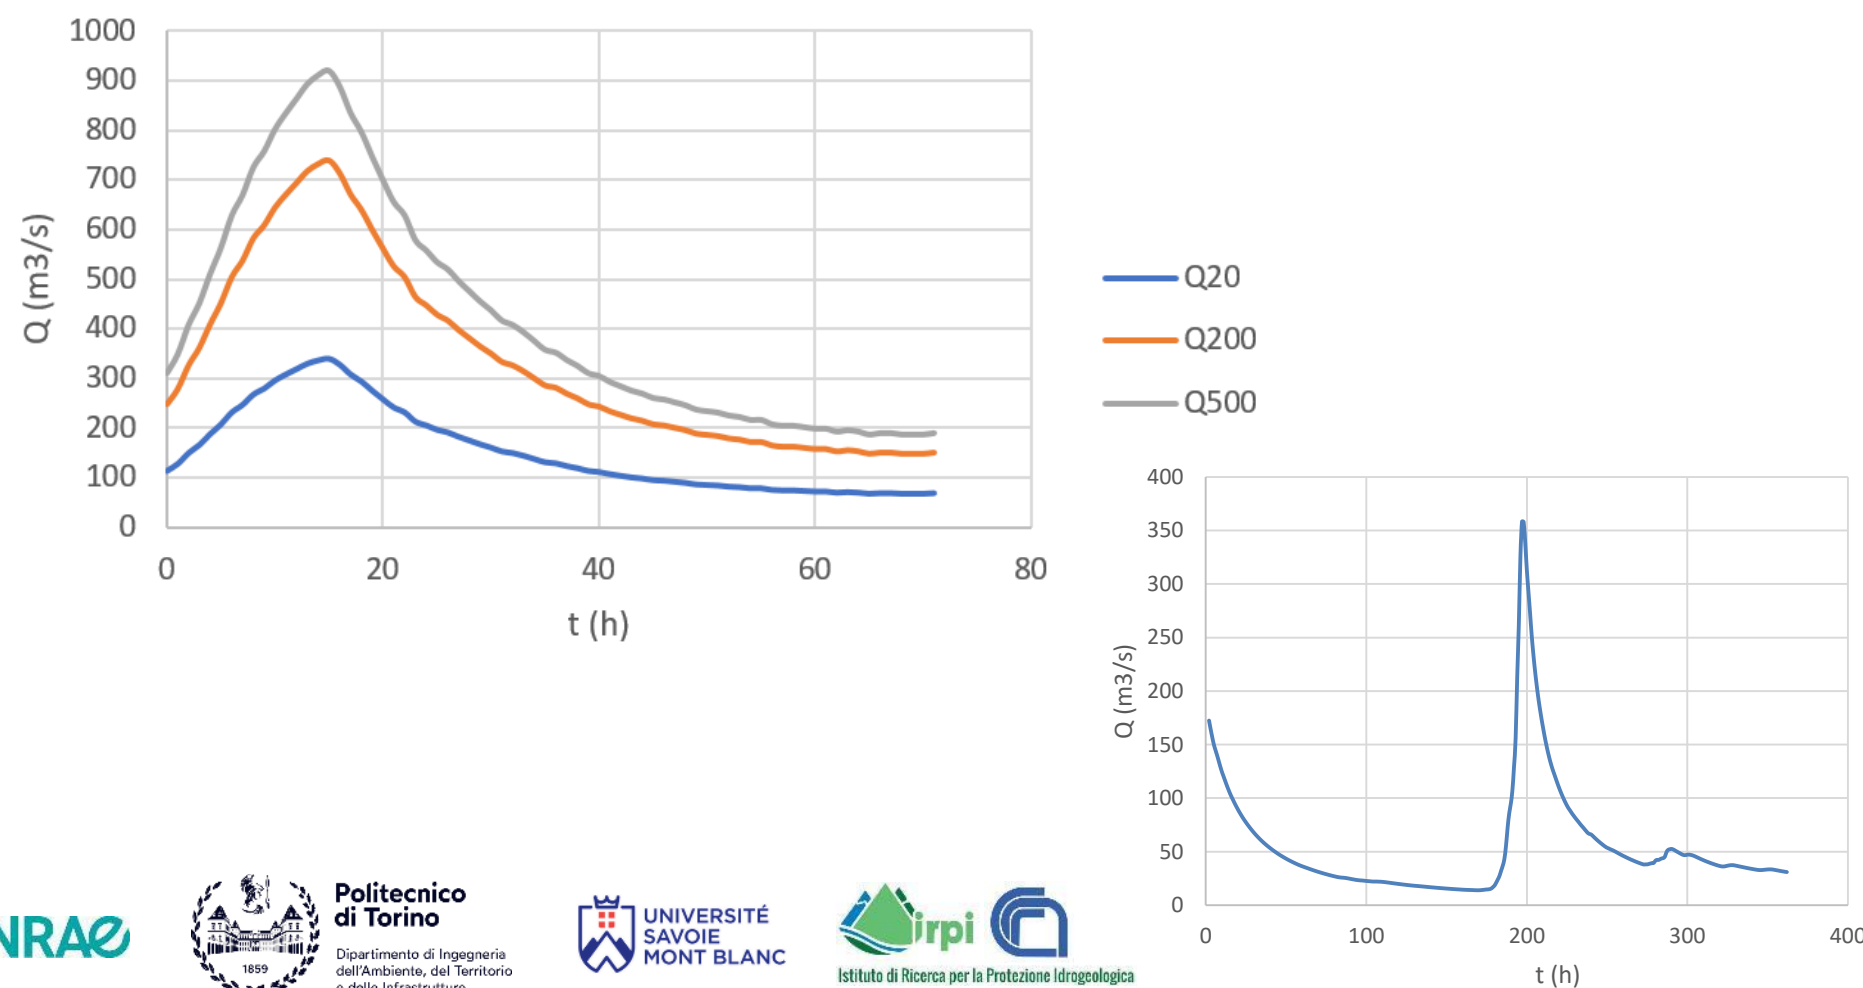 1000
900
800
700
600
500
400
300
200
100
0
Q (m3/s)
0 20 40 60 80
t (h)
Q20
Q200
Q500
400
350
300
250
200
150
100
50
0
Q (m3/s)
0 100 200 300 400
t (h)
NRAE
1859
Politecnico
di Torino
Dipartimento di Ingegneria
dell'Ambiente, del Territorio
e delle Infrastrutture
UNIVERSITÉ
SAVOIE
MONT BLANC
irpi
Istituto di Ricerca per la Protezione Idrogeologica